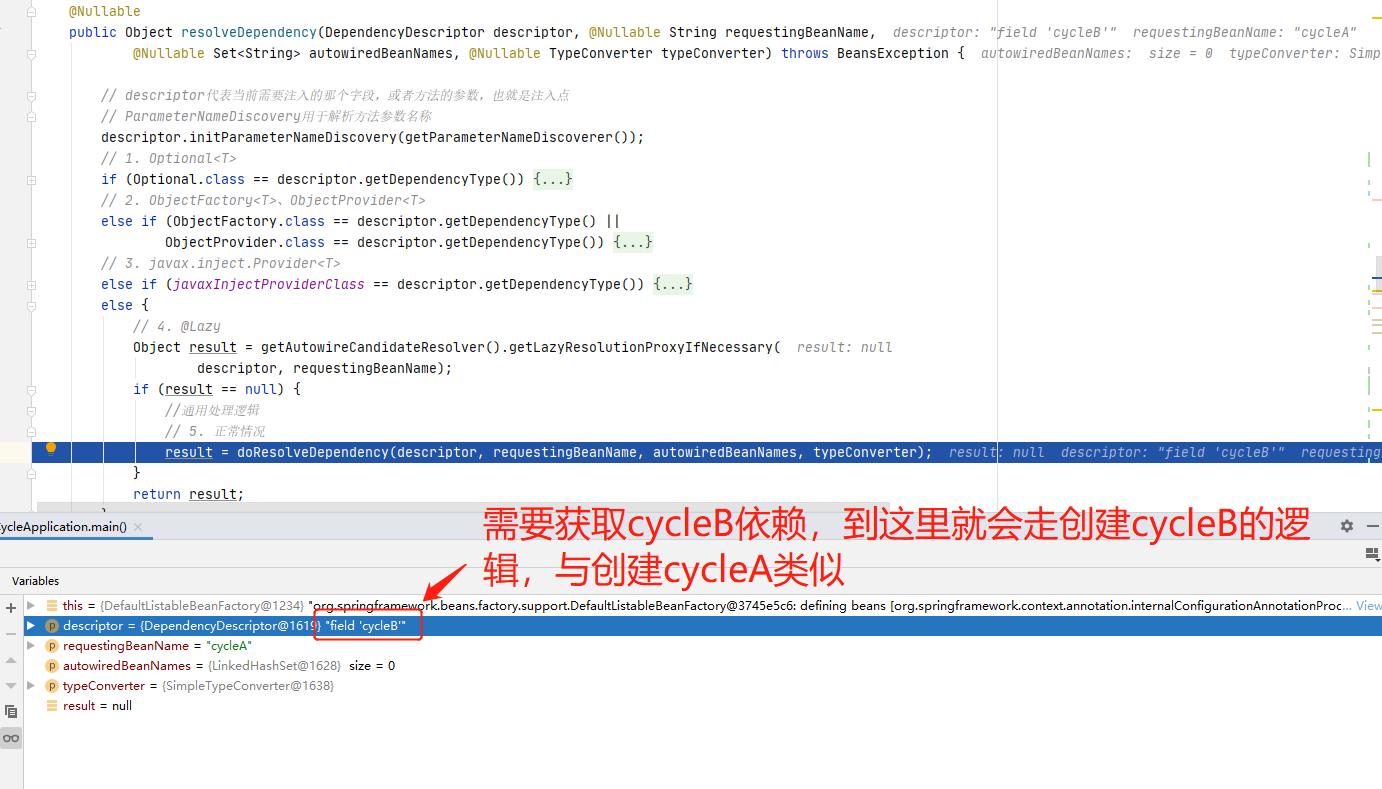 @Nullable
public Object resolveDependency(DependencyDescriptor descriptor, @Nullable String requestingBeanName,  descriptor: "field 'cycleB'"  requestingBeanName: "cycleA"
@Nullable Set<String> autowiredBeanNames, @Nullable TypeConverter typeConverter) throws BeansException {  autowiredBeanNames:  size = 0  typeConverter: Simp
// descriptor代表当前需要注入的那个字段，或者方法的参数，也就是注入点
// ParameterNameDiscovery用于解析方法参数名称
descriptor.initParameterNameDiscovery(getParameterNameDiscoverer());
// 1. Optional<T>
if (Optional.class == descriptor.getDependencyType()) {...}
// 2. ObjectFactory<T>、ObjectProvider<T>
else if (ObjectFactory.class == descriptor.getDependencyType() ||
ObjectProvider.class == descriptor.getDependencyType()) {...}
// 3. javax.inject.Provider<T>
else if (javaxInjectProviderClass == descriptor.getDependencyType()) {...}
else {
// 4. @Lazy
Object result = getAutowireCandidateResolver().getLazyResolutionProxyIfNecessary(  result: null
descriptor, requestingBeanName);
if (result == null) {
//通用处理逻辑
// 5. 正常情况
result = doResolveDependency(descriptor, requestingBeanName, autowiredBeanNames, typeConverter);  result: null  descriptor: "field 'cycleB'"  requesting
}
return result;
需要获取cycleB依赖，到这里就会走创建cycleB的逻
辑，与创建cycleA类似
ycleApplication.main() ×
Variables
this = {DefaultListableBeanFactory@1234} "org.springframework.beans.factory.support.DefaultListableBeanFactory@3745e5c6: defining beans [org.springframework.context.annotation.internalConfigurationAnnotationProc... View
descriptor = {DependencyDescriptor@1619} "field 'cycleB'"
requestingBeanName = "cycleA"
autowiredBeanNames = {LinkedHashSet@1628}  size = 0
typeConverter = {SimpleTypeConverter@1638}
result = null